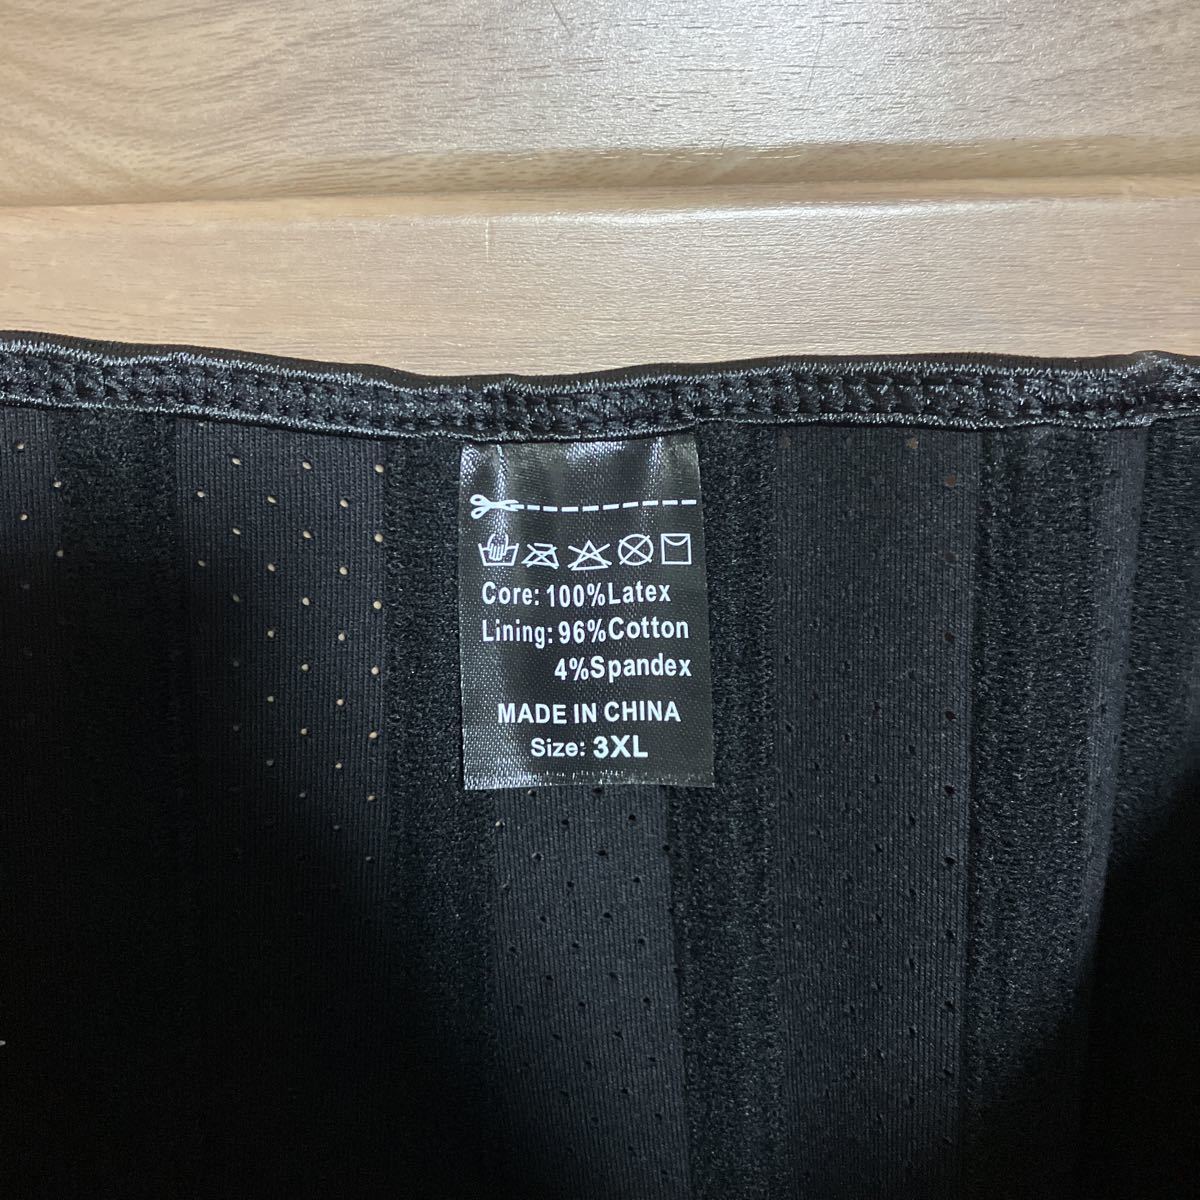 Core: 100%Latex
Lining: 96%Cotton
4%Spandex
MADE IN CHINA
Size: 3XL